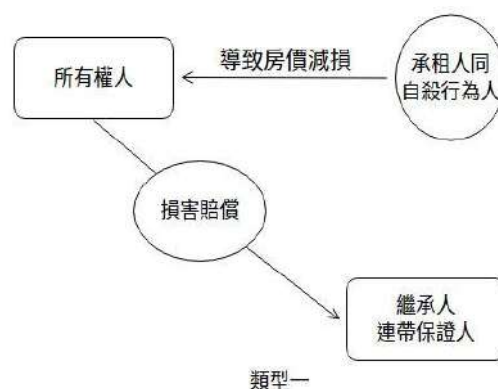 所有權人
導致房價減損
承租人同
自殺行為人
損害賠償
繼承人
連帶保證人
類型一